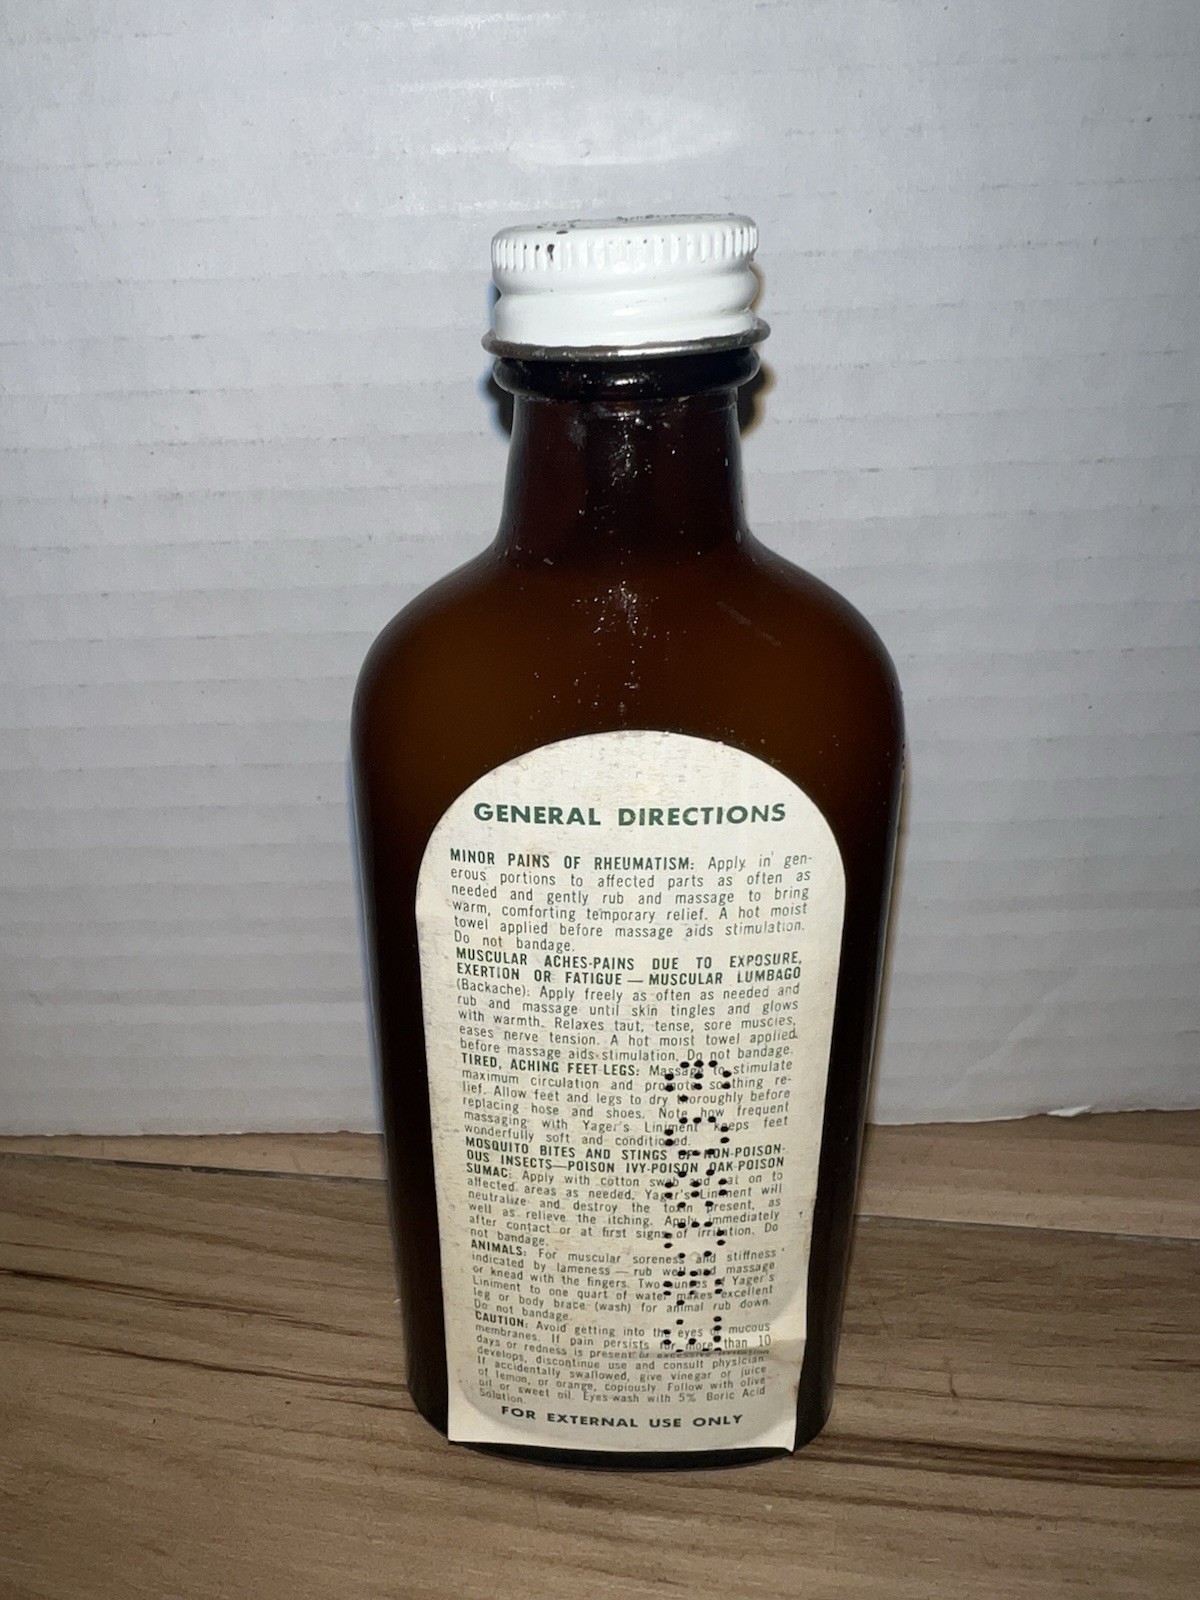 GENERAL DIRECTIONS
MINOR PAINS OF RHEUMATISM: Apply in gen-
erous portions to affected parts as often as
needed and gently rub and massage to bring
warm, comforting temporary relief. A hot moist
towel applied before massage aids stimulation.
Do not bandage.
MUSCULAR ACHES-PAINS DUE TO EXPOSURE,
EXERTION OR FATIGUE — MUSCULAR LUMBAGO
(Backache): Apply freely as often as needed and
rub and massage until skin tingles and glows
with warmth. Relaxes taut, tense, sore muscles,
eases nerve tension. A hot moist towel applied
before massage aids stimulation. Do not bandage.
TIRED, ACHING FEET-LEGS: Massage to stimulate
maximum circulation and promote soothing re-
lief. Allow feet and legs to dry thoroughly before
replacing hose and shoes. Note how frequent
massaging with Yager's Liniment keeps feet
wonderfully soft and conditioned.
MOSQUITO BITES AND STINGS OF NON-POISON-
OUS INSECTS—POISON IVY-POISON OAK-POISON
SUMAC: Apply with cotton swab and pat on to
affected areas as needed. Yager's Liniment will
neutralize and destroy the toxin present, as
well as relieve the itching. Apply immediately
after contact or at first signs of irritation. Do
not bandage.
ANIMALS: For muscular soreness and stiffness
indicated by lameness — rub well and massage
or knead with the fingers. Two ounces of Yager's
Liniment to one quart of water makes excellent
leg or body brace (wash) for animal rub down.
Do not bandage.
CAUTION: Avoid getting into the eyes or mucous
membranes. If pain persists for more than 10
days or redness is present or excessive irritation
develops, discontinue use and consult physician.
If accidentally swallowed, give vinegar or juice
of lemon, or orange, copiously. Follow with olive
oil or sweet oil. Eyes-wash with 5% Boric Acid
Solution.
FOR EXTERNAL USE ONLY